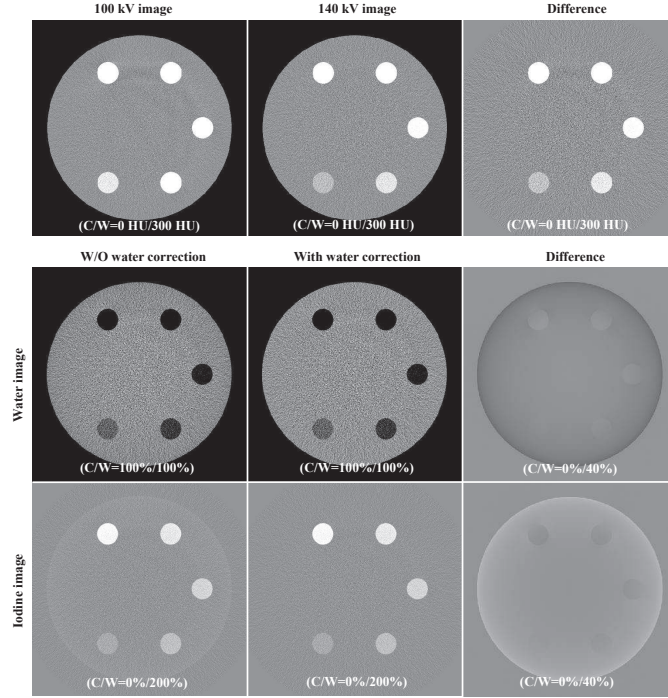 100 kV image 140 kV image Difference
(C/W=0 HU/300 HU) (C/W=0 HU/300 HU) (C/W=0 HU/300 HU)
W/O water correction With water correction Difference
Water image
(C/W=100%/100%) (C/W=100%/100%) (C/W=0%/40%)
Iodine image
(C/W=0%/200%) (C/W=0%/200%) (C/W=0%/40%)